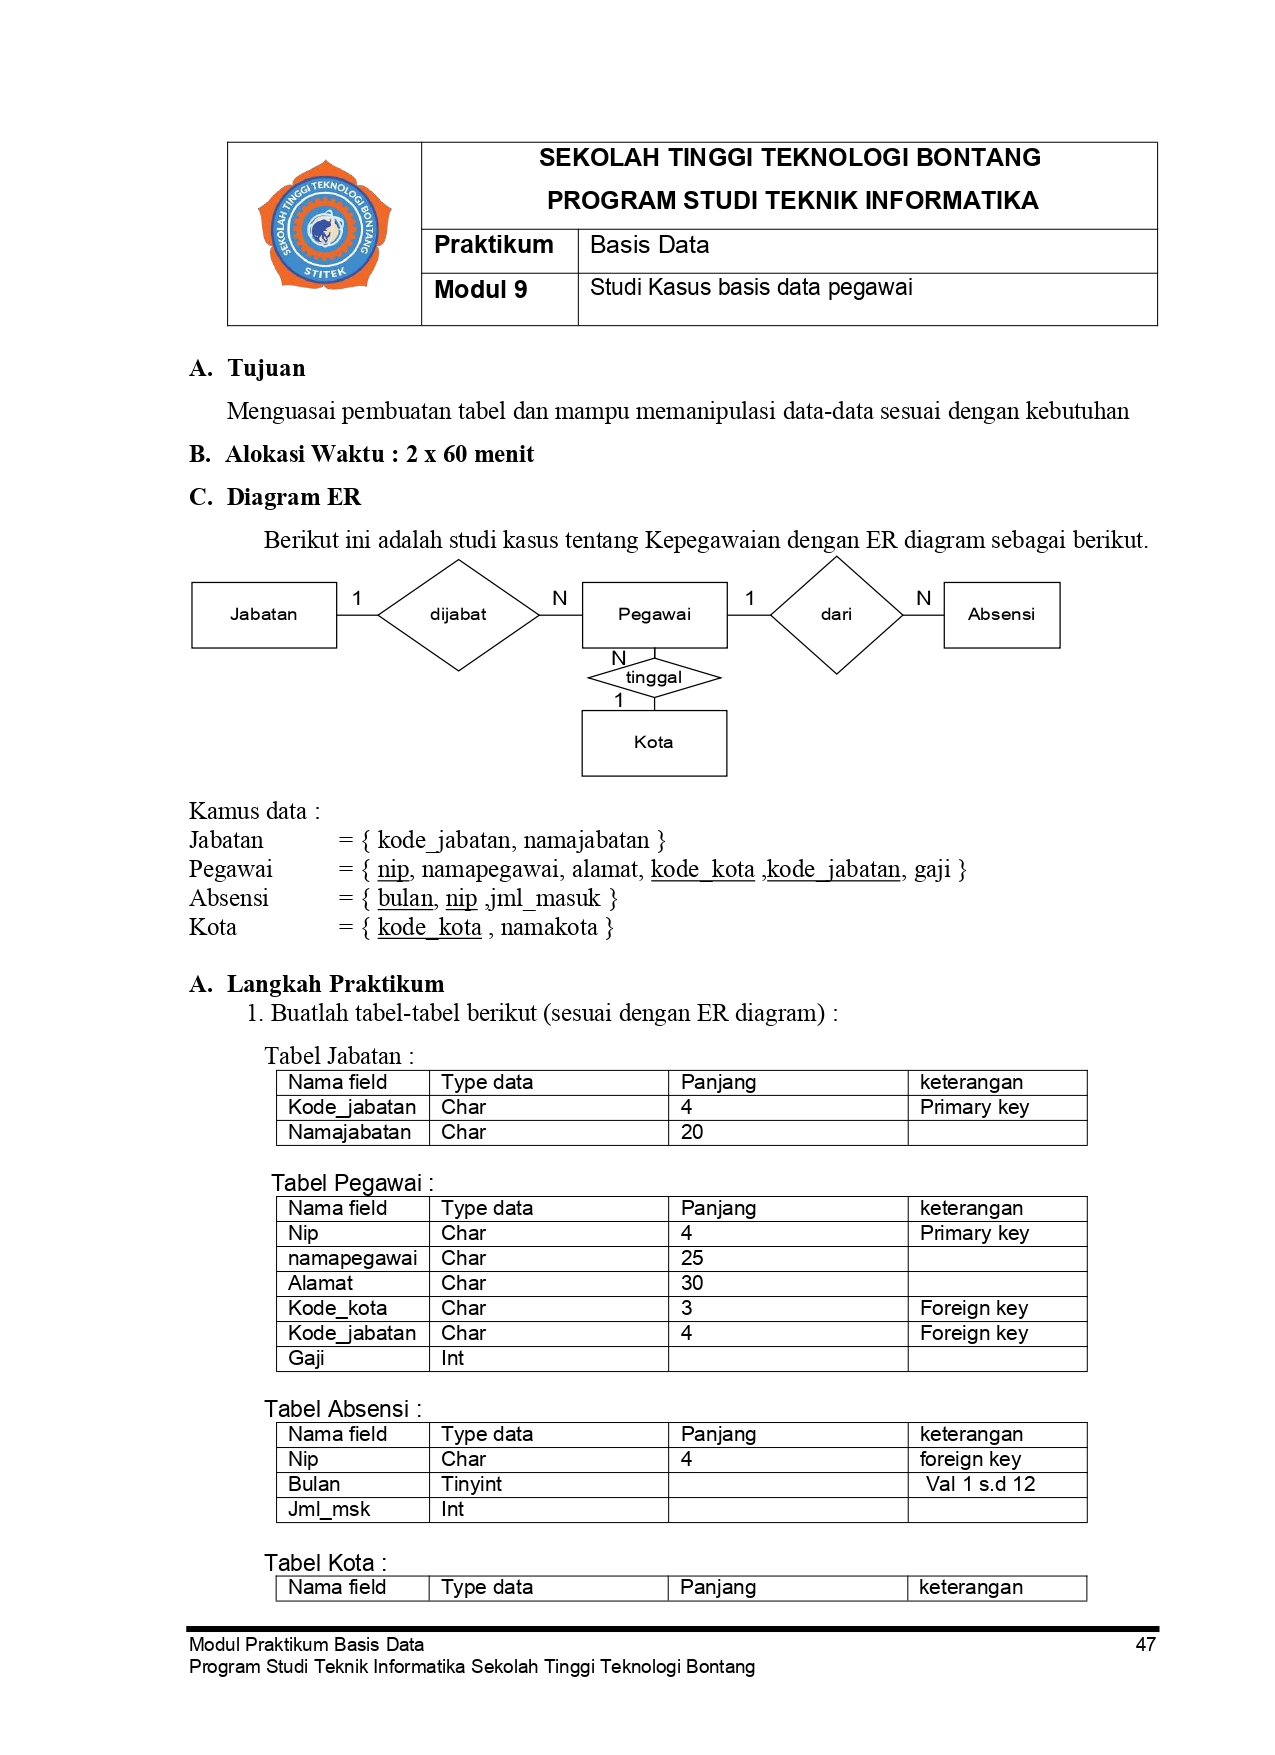 SEKOLAH TINGGI TEKNOLOGI BONTANG
STITEK
SEKOLAH TINGGI TEKNOLOGI BONTANG
PROGRAM STUDI TEKNIK INFORMATIKA
Praktikum Basis Data
Modul 9 Studi Kasus basis data pegawai
A. Tujuan
Menguasai pembuatan tabel dan mampu memanipulasi data-data sesuai dengan kebutuhan
B. Alokasi Waktu : 2 x 60 menit
C. Diagram ER
Berikut ini adalah studi kasus tentang Kepegawaian dengan ER diagram sebagai berikut.
Jabatan 1 dijabat N Pegawai 1 dari N Absensi
N
tinggal
1
Kota
Kamus data :
Jabatan = { kode_jabatan, namajabatan }
Pegawai = { nip, namapegawai, alamat, kode_kota ,kode_jabatan, gaji }
Absensi = { bulan, nip ,jml_masuk }
Kota = { kode_kota , namakota }
A. Langkah Praktikum
1. Buatlah tabel-tabel berikut (sesuai dengan ER diagram) :
Tabel Jabatan :
Nama field Type data Panjang keterangan
Kode_jabatan Char 4 Primary key
Namajabatan Char 20
Tabel Pegawai :
Nama field Type data Panjang keterangan
Nip Char 4 Primary key
namapegawai Char 25
Alamat Char 30
Kode_kota Char 3 Foreign key
Kode_jabatan Char 4 Foreign key
Gaji Int
Tabel Absensi :
Nama field Type data Panjang keterangan
Nip Char 4 foreign key
Bulan Tinyint Val 1 s.d 12
Jml_msk Int
Tabel Kota :
Nama field Type data Panjang keterangan
Modul Praktikum Basis Data 47
Program Studi Teknik Informatika Sekolah Tinggi Teknologi Bontang